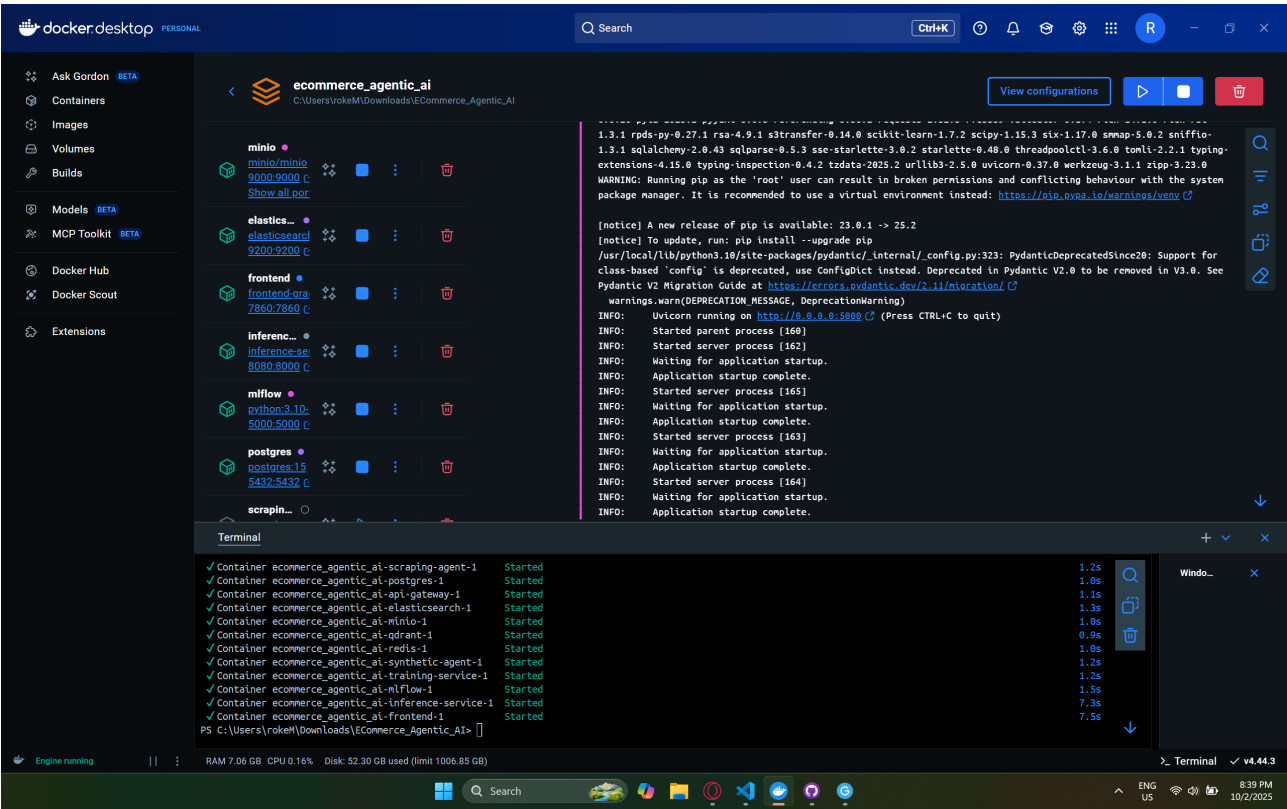 docker.desktop PERSONAL
Search
Ctrl+K
R
Ask Gordon BETA
Containers
Images
Volumes
Builds
Models BETA
MCP Toolkit BETA
Docker Hub
Docker Scout
Extensions
ecommerce_agentic_ai
C:\Users\rokeM\Downloads\ECommerce_Agentic_AI
View configurations
minio
minio/minio
9000:9000
Show all por
elastics...
elasticsearcl
9200:9200
frontend
frontend-gra
7860:7860
inferenc...
inference-se
8080:8000
mlflow
python:3.10-
5000:5000
postgres
postgres:15
5432:5432
scrapin...
1.3.1 rpds-py-0.27.1 rsa-4.9.1 s3transfer-0.14.0 scikit-learn-1.7.2 scipy-1.15.3 six-1.17.0 smmap-5.0.2 sniffio-
1.3.1 sqlalchemy-2.0.43 sqlparse-0.5.3 sse-starlette-3.0.2 starlette-0.48.0 threadpoolctl-3.6.0 tomli-2.2.1 typing-
extensions-4.15.0 typing-inspection-0.4.2 tzdata-2025.2 urllib3-2.5.0 uvicorn-0.37.0 werkzeug-3.1.1 zipp-3.23.0
WARNING: Running pip as the 'root' user can result in broken permissions and conflicting behaviour with the system
package manager. It is recommended to use a virtual environment instead: https://pip.pypa.io/warnings/venv
[notice] A new release of pip is available: 23.0.1 -> 25.2
[notice] To update, run: pip install --upgrade pip
/usr/local/lib/python3.10/site-packages/pydantic/_internal/_config.py:323: PydanticDeprecatedSince20: Support for
class-based `config` is deprecated, use ConfigDict instead. Deprecated in Pydantic V2.0 to be removed in V3.0. See
Pydantic V2 Migration Guide at https://errors.pydantic.dev/2.11/migration/
warnings.warn(DEPRECATION_MESSAGE, DeprecationWarning)
INFO: Uvicorn running on http://0.0.0.0:5000 (Press CTRL+C to quit)
INFO: Started parent process [160]
INFO: Started server process [162]
INFO: Waiting for application startup.
INFO: Application startup complete.
INFO: Started server process [165]
INFO: Waiting for application startup.
INFO: Application startup complete.
INFO: Started server process [163]
INFO: Waiting for application startup.
INFO: Application startup complete.
INFO: Started server process [164]
INFO: Waiting for application startup.
INFO: Application startup complete.
Terminal
✓ Container ecommerce_agentic_ai-scraping-agent-1 Started 1.2s
✓ Container ecommerce_agentic_ai-postgres-1 Started 1.0s
✓ Container ecommerce_agentic_ai-api-gateway-1 Started 1.1s
✓ Container ecommerce_agentic_ai-elasticsearch-1 Started 1.3s
✓ Container ecommerce_agentic_ai-minio-1 Started 1.0s
✓ Container ecommerce_agentic_ai-qdrant-1 Started 0.9s
✓ Container ecommerce_agentic_ai-redis-1 Started 1.0s
✓ Container ecommerce_agentic_ai-synthetic-agent-1 Started 1.2s
✓ Container ecommerce_agentic_ai-training-service-1 Started 1.2s
✓ Container ecommerce_agentic_ai-mlflow-1 Started 1.5s
✓ Container ecommerce_agentic_ai-inference-service-1 Started 7.3s
✓ Container ecommerce_agentic_ai-frontend-1 Started 7.5s
PS C:\Users\rokeM\Downloads\ECommerce_Agentic_AI>
Windo...
Engine running
RAM 7.06 GB CPU 0.16% Disk: 52.30 GB used (limit 1006.85 GB)
>_ Terminal ✓ v4.44.3
Search
ENG
US
8:39 PM
10/2/2025